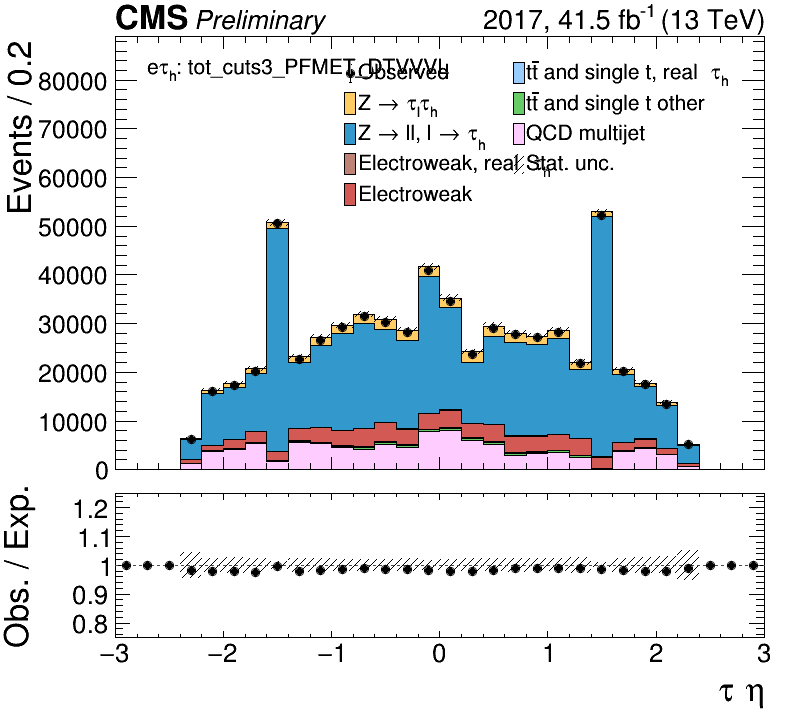 CMS Preliminary 2017, 41.5 fb⁻¹ (13 TeV)
Events / 0.2
eτₕ: tot_cuts3_PFMET_DTVVVL
Observed
tt̄ and single t, real τₕ
Z → τₗτₕ
tt̄ and single t other
Z → ll, l → τₕ
QCD multijet
Electroweak, real τₕ
Stat. unc.
Electroweak
80000
70000
60000
50000
40000
30000
20000
10000
0
Obs. / Exp.
1.2
1.1
1
0.9
0.8
−3 −2 −1 0 1 2 3
τ η